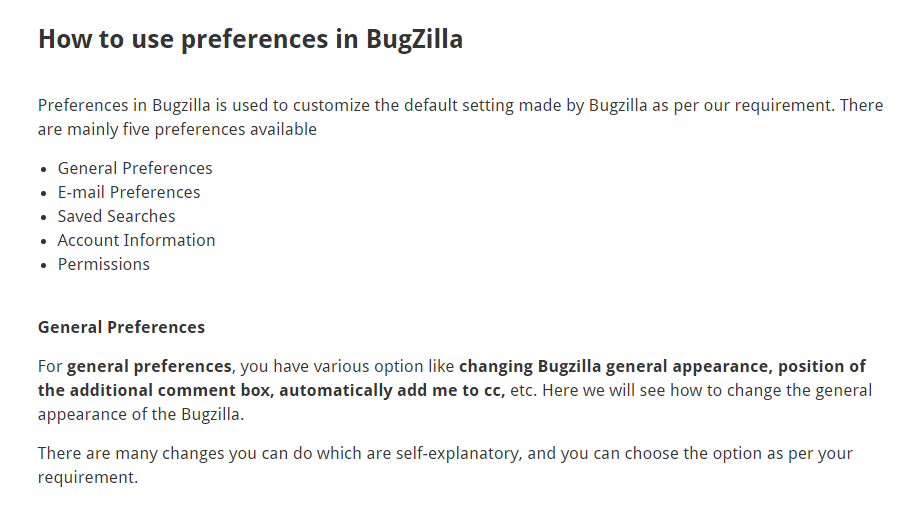 How to use preferences in BugZilla
Preferences in Bugzilla is used to customize the default setting made by Bugzilla as per our requirement. There
are mainly five preferences available
• General Preferences
• E-mail Preferences
• Saved Searches
• Account Information
• Permissions
General Preferences
For general preferences, you have various option like changing Bugzilla general appearance, position of
the additional comment box, automatically add me to cc, etc. Here we will see how to change the general
appearance of the Bugzilla.
There are many changes you can do which are self-explanatory, and you can choose the option as per your
requirement.